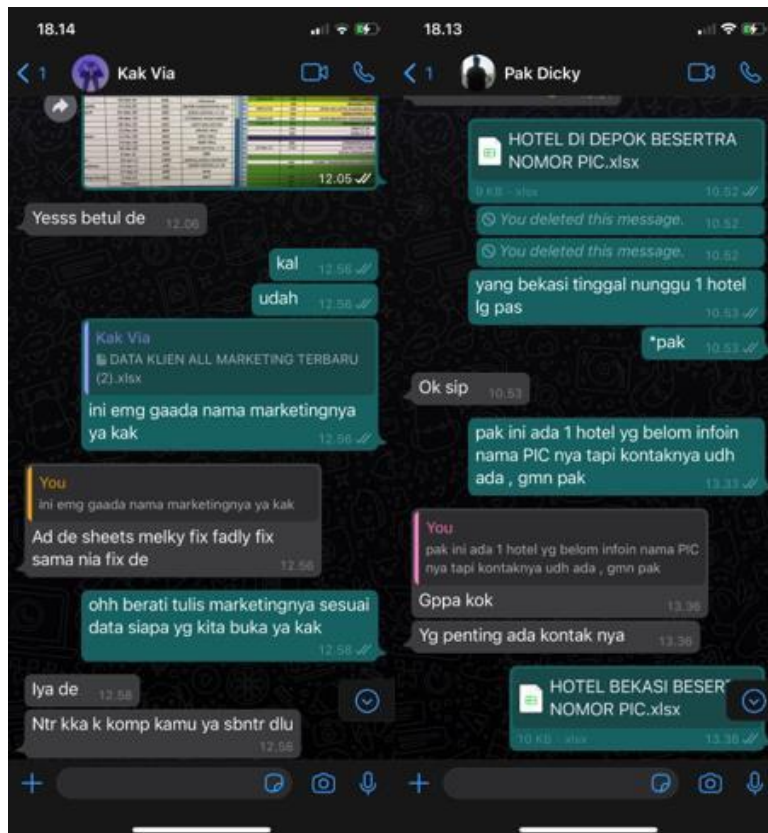 18.14
1
Kak Via
12.05
Yesss betul de
12.06
kal
12.56
udah
12.56
Kak Via
DATA KLIEN ALL MARKETING TERBARU
(2).xlsx
ini emg gaada nama marketingnya
ya kak
12.56
You
ini emg gaada nama marketingnya ya kak
Ad de sheets melky fix fadly fix
sama nia fix de
12.56
ohh berati tulis marketingnya sesuai
data siapa yg kita buka ya kak
12.58
Iya de
12.58
Ntr kka k komp kamu ya sbntr dlu
12.58
18.13
1
Pak Dicky
HOTEL DI DEPOK BESERTRA
NOMOR PIC.xlsx
9 KB - xlsx
10.52
You deleted this message.
10.52
You deleted this message.
10.52
yang bekasi tinggal nunggu 1 hotel
lg pas
10.53
*pak
10.53
Ok sip
10.53
pak ini ada 1 hotel yg belom infoin
nama PIC nya tapi kontaknya udh
ada , gmn pak
13.33
You
pak ini ada 1 hotel yg belom infoin nama PIC
nya tapi kontaknya udh ada , gmn pak
Gppa kok
13.36
Yg penting ada kontak nya
13.36
HOTEL BEKASI BESER
NOMOR PIC.xlsx
10 KB - xlsx
13.38